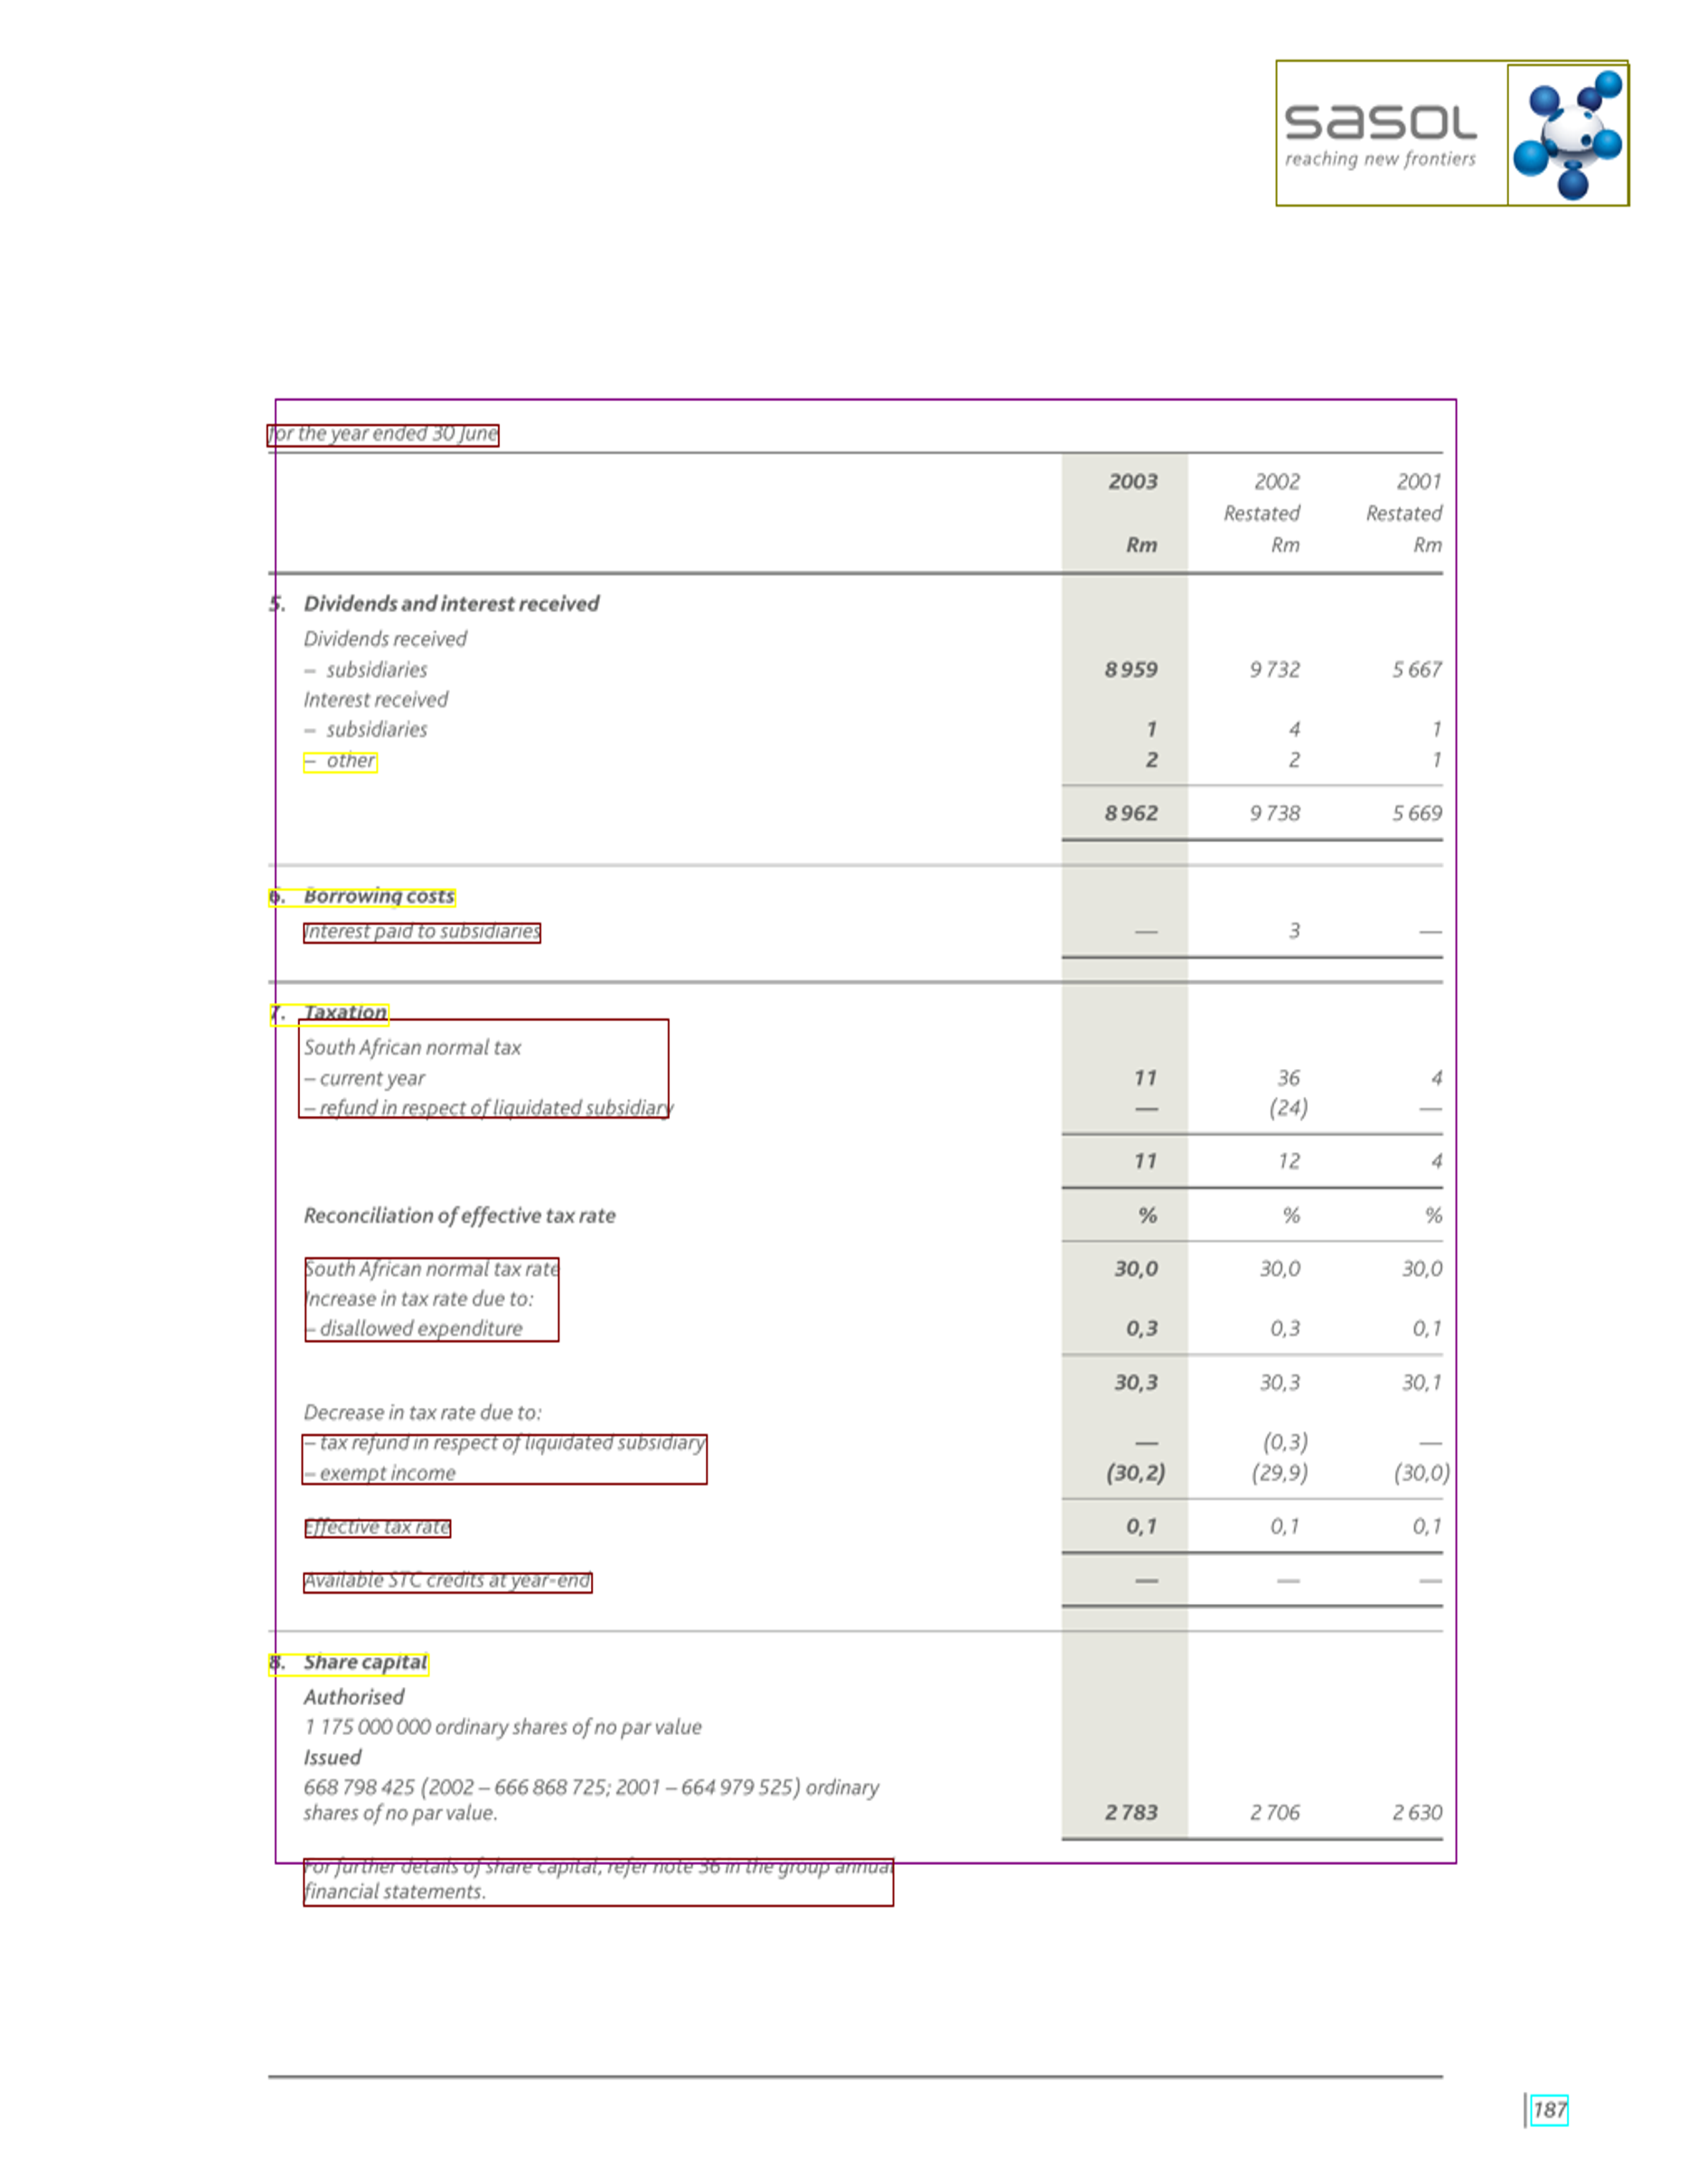 sasol
reaching new frontiers
for the year ended 30 June
2003 2002 2001
Restated Restated
Rm Rm Rm
5. Dividends and interest received
Dividends received
– subsidiaries 8 959 9 732 5 667
Interest received
– subsidiaries 1 4 1
– other 2 2 1
8 962 9 738 5 669
6. Borrowing costs
Interest paid to subsidiaries — 3 —
7. Taxation
South African normal tax
– current year 11 36 4
– refund in respect of liquidated subsidiary — (24) —
11 12 4
Reconciliation of effective tax rate % % %
South African normal tax rate 30,0 30,0 30,0
Increase in tax rate due to:
– disallowed expenditure 0,3 0,3 0,1
30,3 30,3 30,1
Decrease in tax rate due to:
– tax refund in respect of liquidated subsidiary — (0,3) —
– exempt income (30,2) (29,9) (30,0)
Effective tax rate 0,1 0,1 0,1
Available STC credits at year-end — — —
8. Share capital
Authorised
1 175 000 000 ordinary shares of no par value
Issued
668 798 425 (2002 – 666 868 725; 2001 – 664 979 525) ordinary
shares of no par value. 2 783 2 706 2 630
For further details of share capital, refer note 36 in the group annual
financial statements.
187